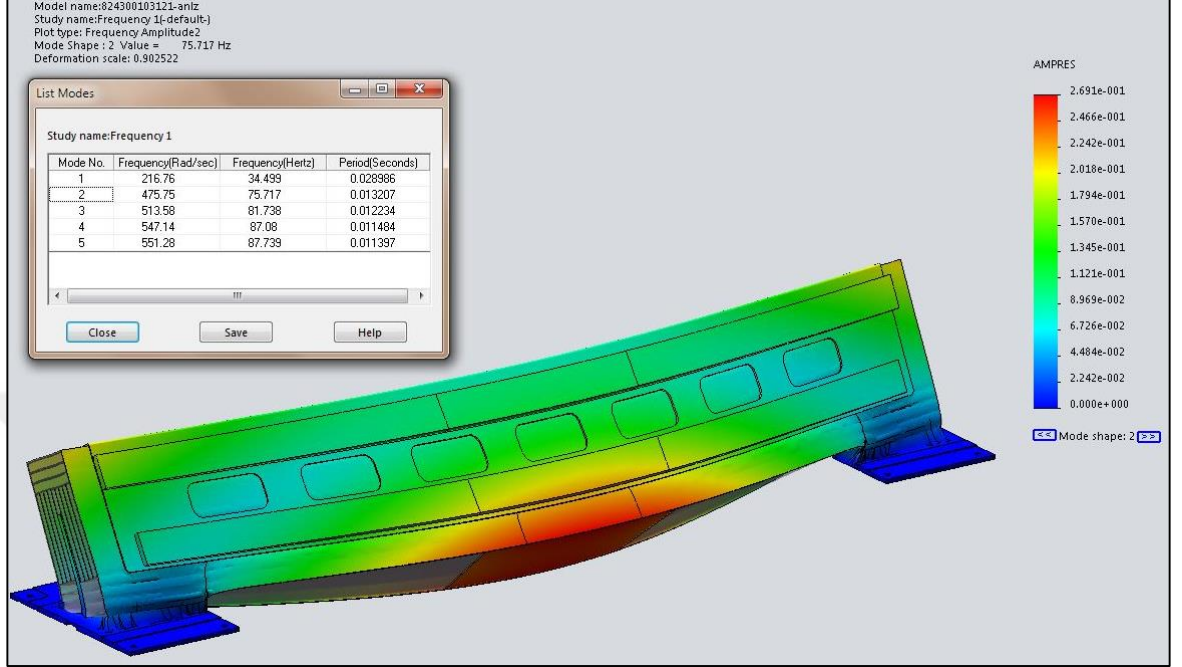 Model name:824300103121-anlz
Study name:Frequency 1(-default-)
Plot type: Frequency Amplitude2
Mode Shape : 2 Value = 75.717 Hz
Deformation scale: 0.902522
List Modes
Study name:Frequency 1
Mode No. Frequency(Rad/sec) Frequency(Hertz) Period(Seconds)
1 216.76 34.499 0.028986
2 475.75 75.717 0.013207
3 513.58 81.738 0.012234
4 547.14 87.08 0.011484
5 551.28 87.739 0.011397
Close Save Help
AMPRES
2.691e-001
2.466e-001
2.242e-001
2.018e-001
1.794e-001
1.570e-001
1.345e-001
1.121e-001
8.969e-002
6.726e-002
4.484e-002
2.242e-002
0.000e+000
<< Mode shape: 2 >>